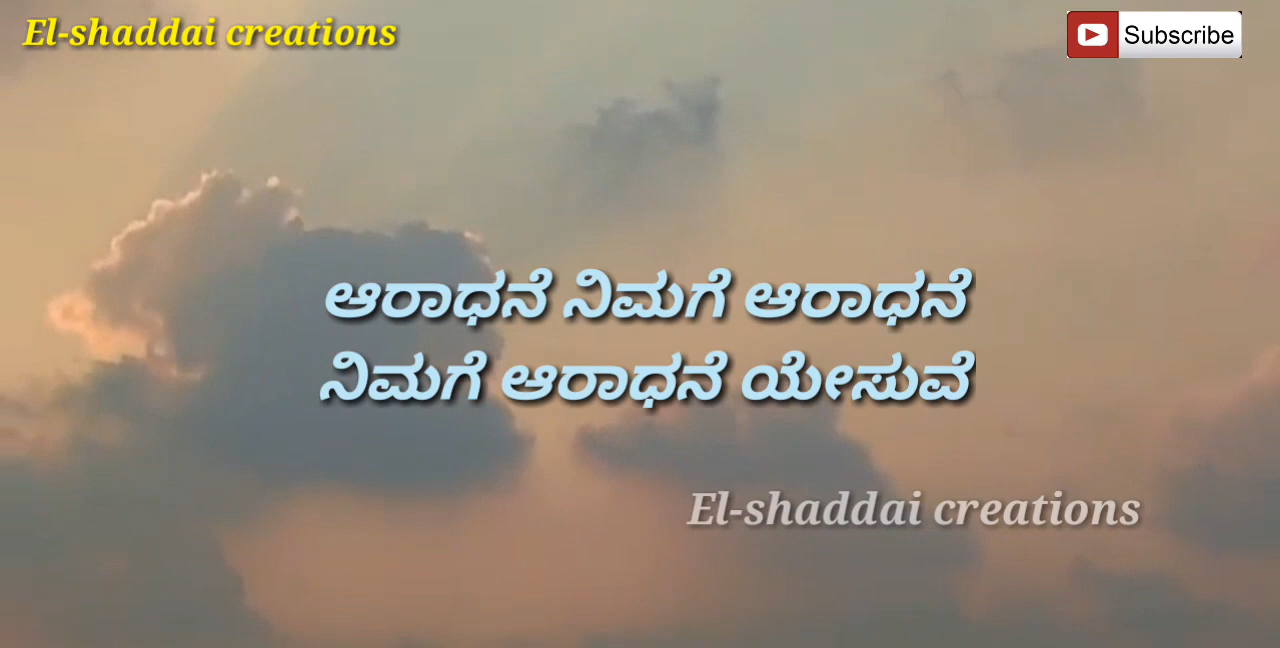 El-shaddai creations
Subscribe
ಆರಾಧನೆ ನಿಮಗೆ ಆರಾಧನೆ
ನಿಮಗೆ ಆರಾಧನೆ ಯೇಸುವೆ
El-shaddai creations